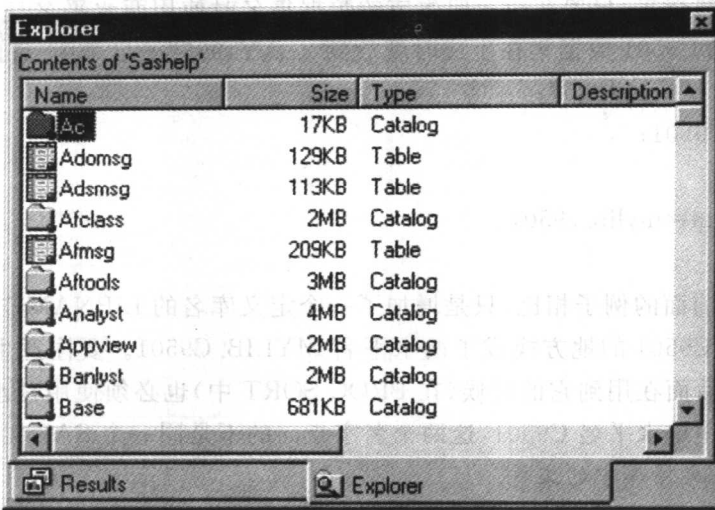 Explorer
Contents of 'Sashelp'
Name Size Type Description
Ac 17KB Catalog
Adomsg 129KB Table
Adsmsg 113KB Table
Afclass 2MB Catalog
Afmsg 209KB Table
Aftools 3MB Catalog
Analyst 4MB Catalog
Appview 2MB Catalog
Banlyst 2MB Catalog
Base 681KB Catalog
Results Explorer